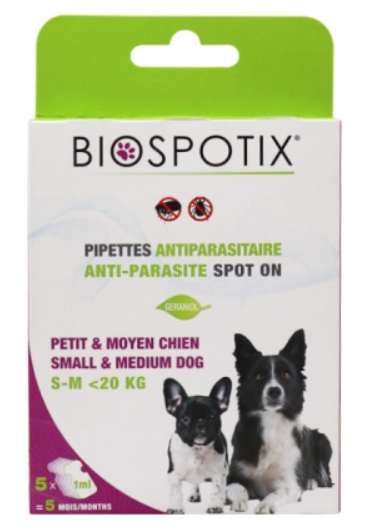 BIOSPOTIX®
PIPETTES ANTIPARASITAIRE
ANTI-PARASITE SPOT ON
GERANIOL
PETIT & MOYEN CHIEN
SMALL & MEDIUM DOG
S-M <20 KG
5x 1ml
= 5 MOIS/MONTHS